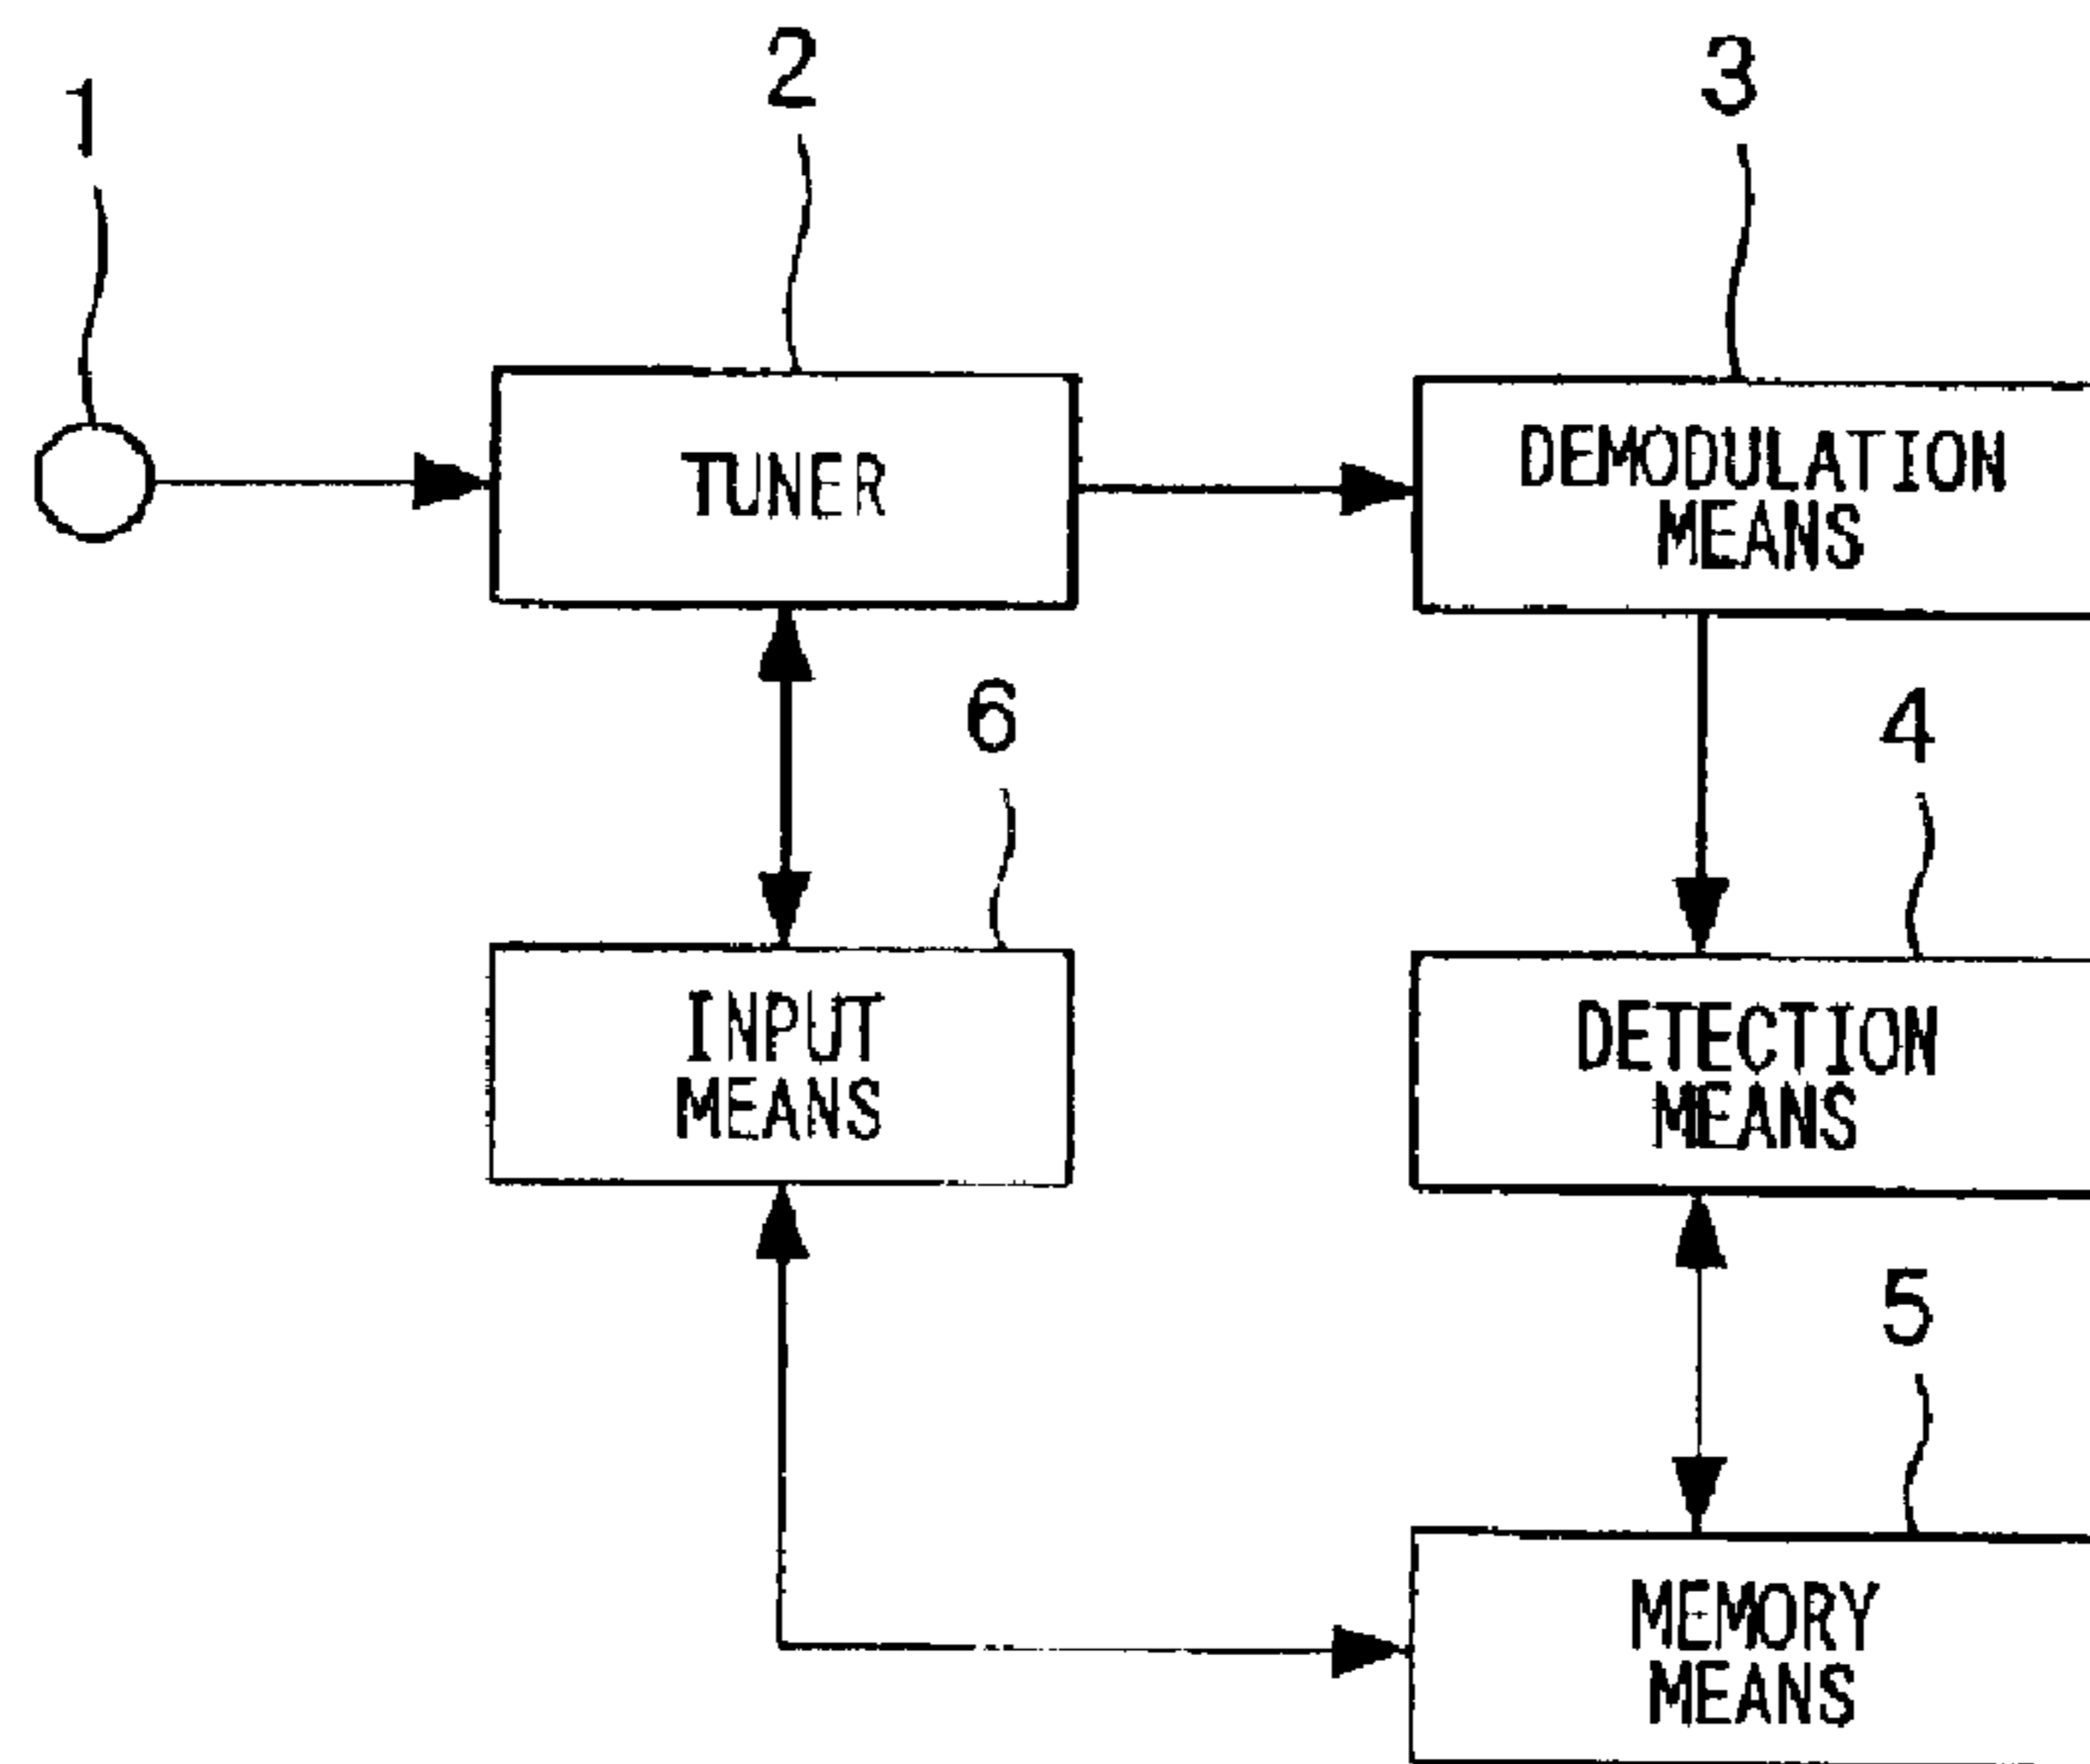 1
2
3
TUNER
DEMODULATION
MEANS
6
4
INPUT
MEANS
DETECTION
MEANS
5
MEMORY
MEANS